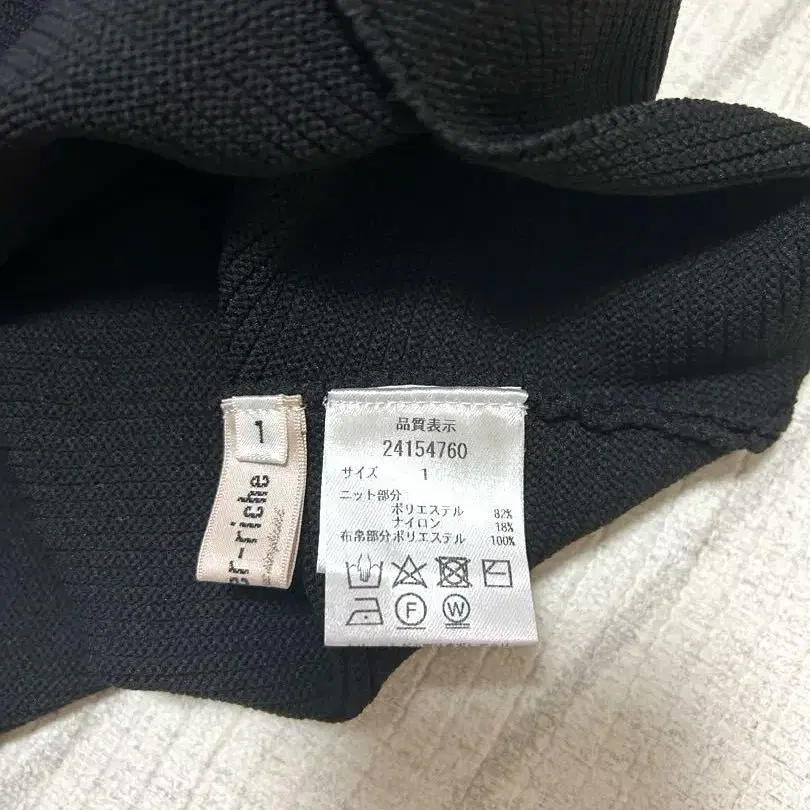 1
er-riche
品質表示
24154760
サイズ 1
ニット部分
ポリエステル 82%
ナイロン 18%
布帛部分ポリエステル 100%
F
W